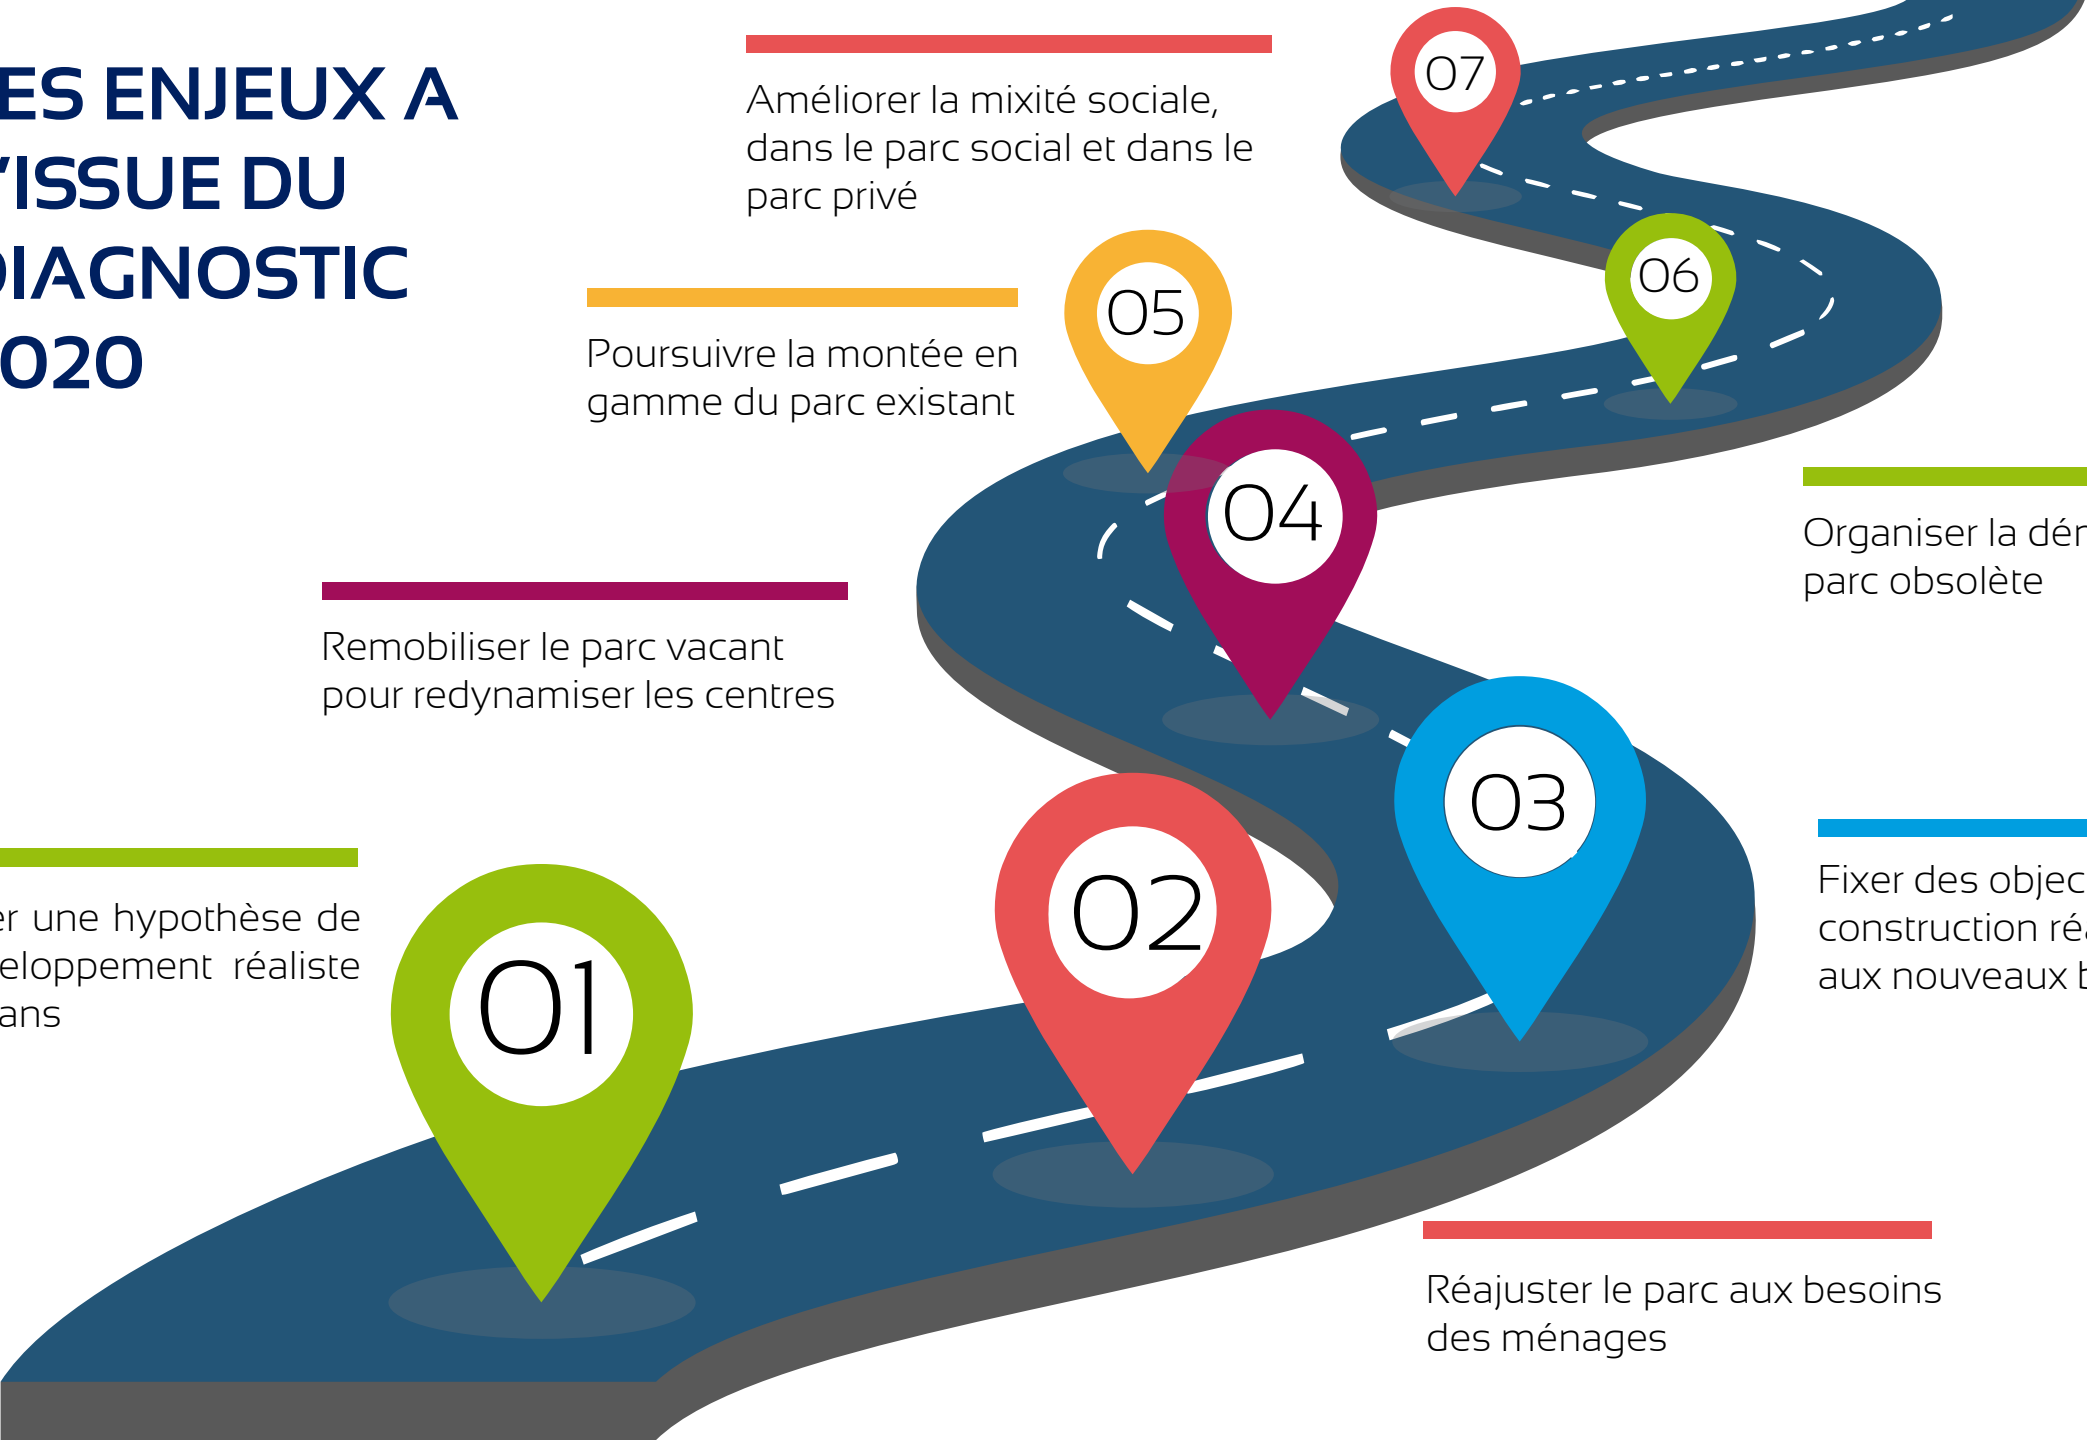 ES ENJEUX A
'ISSUE DU
DIAGNOSTIC
020
07
Améliorer la mixité sociale,
dans le parc social et dans le
parc privé
06
05
Poursuivre la montée en
gamme du parc existant
04
Organiser la dé
parc obsolète
Remobiliser le parc vacant
pour redynamiser les centres
03
02
Fixer des objec
construction ré
aux nouveaux b
er une hypothèse de
eloppement réaliste
ans
01
Réajuster le parc aux besoins
des ménages